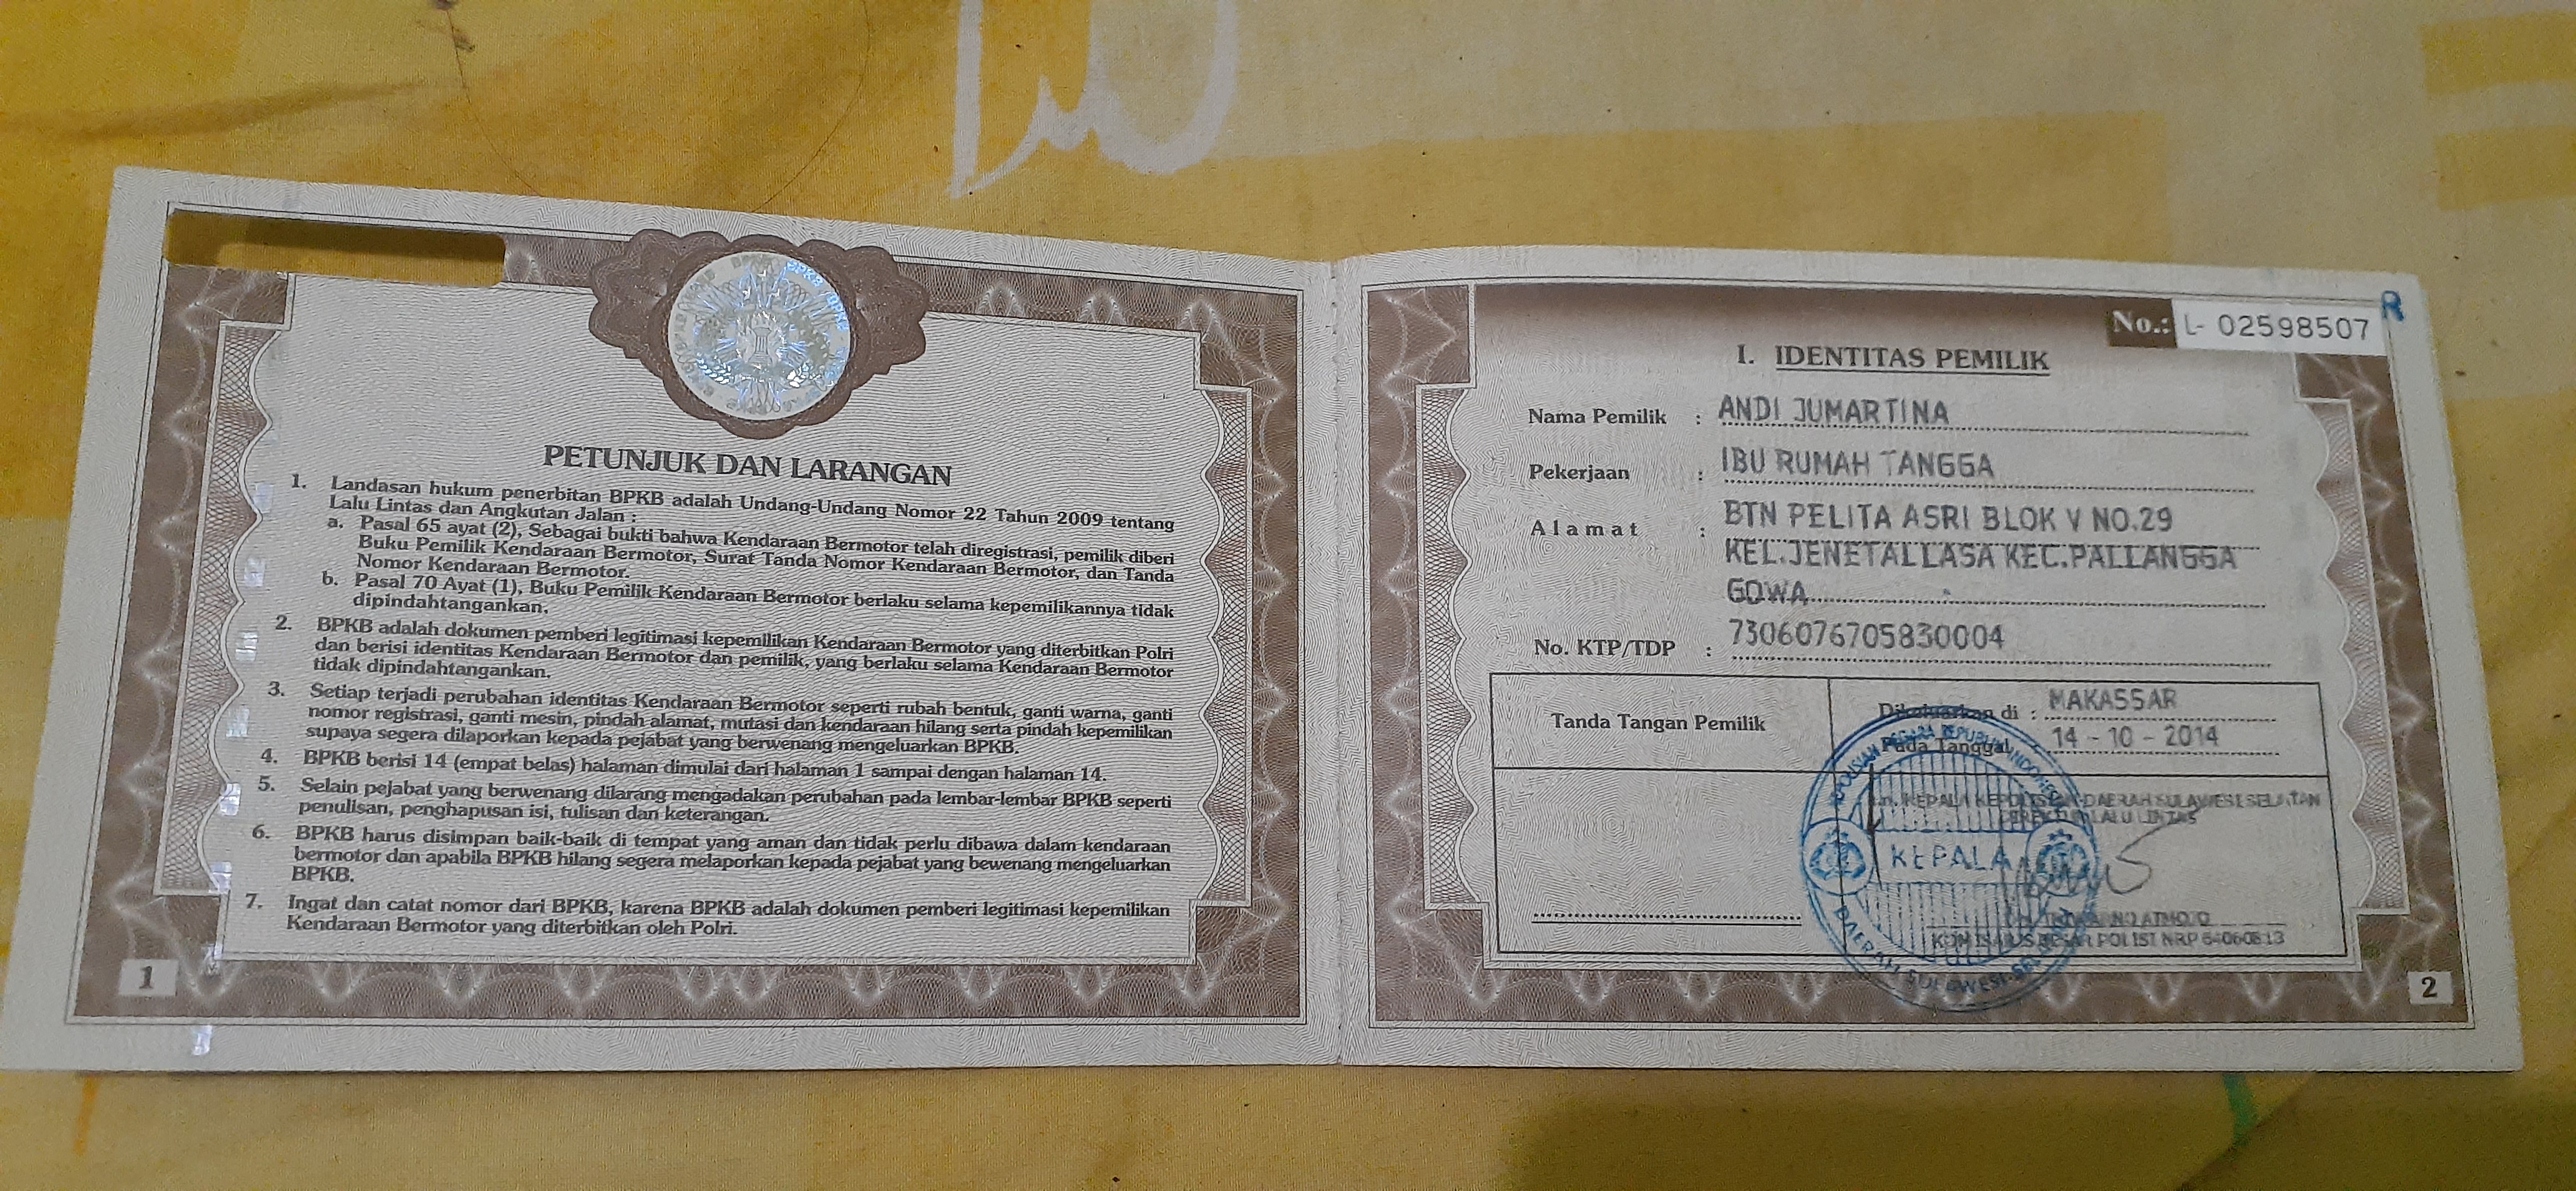 PETUNJUK DAN LARANGAN
1. Landasan hukum penerbitan BPKB adalah Undang-Undang Nomor 22 Tahun 2009 tentang
Lalu Lintas dan Angkutan Jalan :
a. Pasal 65 ayat (2), Sebagai bukti bahwa Kendaraan Bermotor telah diregistrasi, pemilik diberi
Buku Pemilik Kendaraan Bermotor, Surat Tanda Nomor Kendaraan Bermotor, dan Tanda
Nomor Kendaraan Bermotor.
b. Pasal 70 Ayat (1), Buku Pemilik Kendaraan Bermotor berlaku selama kepemilikannya tidak
dipindahtangankan.
2. BPKB adalah dokumen pemberi legitimasi kepemilikan Kendaraan Bermotor yang diterbitkan Polri
dan berisi identitas Kendaraan Bermotor dan pemilik, yang berlaku selama Kendaraan Bermotor
tidak dipindahtangankan.
3. Setiap terjadi perubahan identitas Kendaraan Bermotor seperti rubah bentuk, ganti warna, ganti
nomor registrasi, ganti mesin, pindah alamat, mutasi dan kendaraan hilang serta pindah kepemilikan
supaya segera dilaporkan kepada pejabat yang berwenang mengeluarkan BPKB.
4. BPKB berisi 14 (empat belas) halaman dimulai dari halaman 1 sampai dengan halaman 14.
5. Selain pejabat yang berwenang dilarang mengadakan perubahan pada lembar-lembar BPKB seperti
penulisan, penghapusan isi, tulisan dan keterangan.
6. BPKB harus disimpan baik-baik di tempat yang aman dan tidak perlu dibawa dalam kendaraan
bermotor dan apabila BPKB hilang segera melaporkan kepada pejabat yang bewenang mengeluarkan
BPKB.
7. Ingat dan catat nomor dari BPKB, karena BPKB adalah dokumen pemberi legitimasi kepemilikan
Kendaraan Bermotor yang diterbitkan oleh Polri.
1
No.: L- 02598507
R
I. IDENTITAS PEMILIK
Nama Pemilik : ANDI JUMARTINA
Pekerjaan : IBU RUMAH TANGGA
Alamat : BTN PELITA ASRI BLOK V NO.29
KEL.JENETALLASA KEC.PALLANGGA
GOWA
No. KTP/TDP : 7306076705830004
Tanda Tangan Pemilik
Dikeluarkan di : MAKASSAR
Pada Tanggal 14 - 10 - 2014
a.n. KEPALA KEPOLISIAN DAERAH SULAWESI SELATAN
DIREKTUR LALU LINTAS
KEPALA
KOMISARIS BESAR POLISI NRP 64060813
DAERAH SULAWESI SELATAN
2